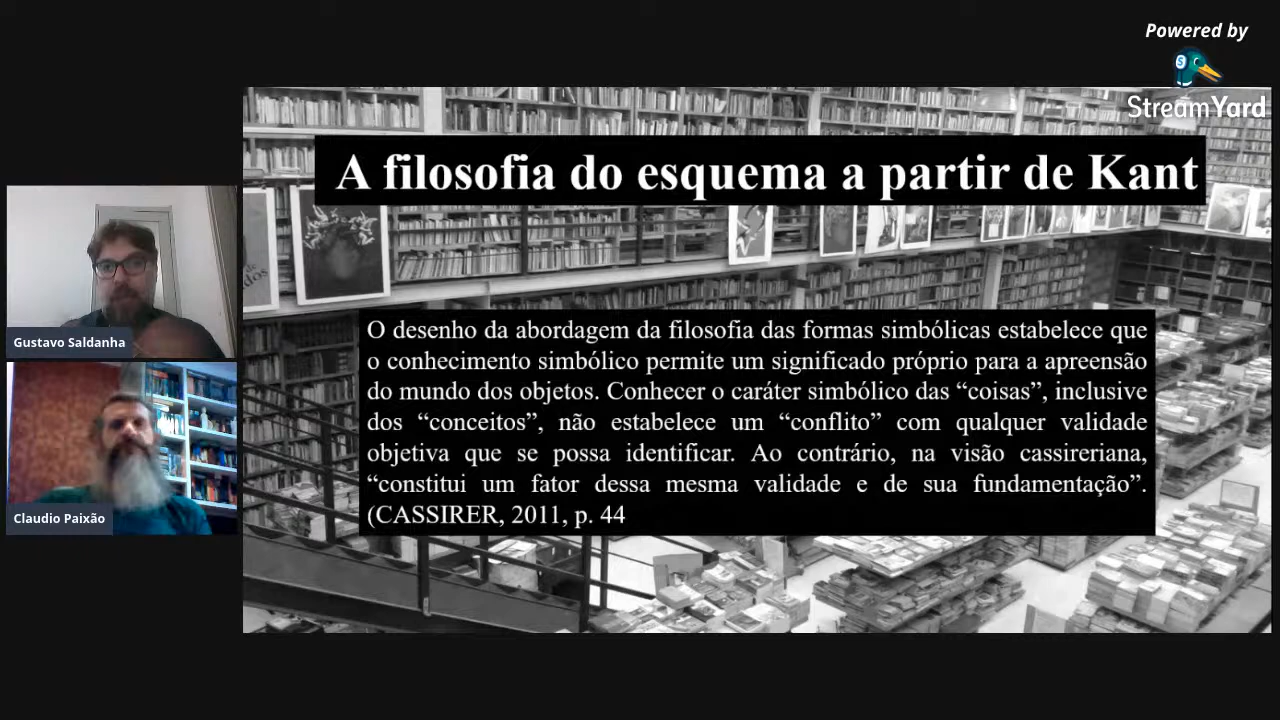 Powered by
StreamYard
A filosofia do esquema a partir de Kant
O desenho da abordagem da filosofia das formas simbólicas estabelece que
o conhecimento simbólico permite um significado próprio para a apreensão
do mundo dos objetos. Conhecer o caráter simbólico das “coisas”, inclusive
dos “conceitos”, não estabelece um “conflito” com qualquer validade
objetiva que se possa identificar. Ao contrário, na visão cassireriana,
“constitui um fator dessa mesma validade e de sua fundamentação”.
(CASSIRER, 2011, p. 44
Gustavo Saldanha
Claudio Paixão